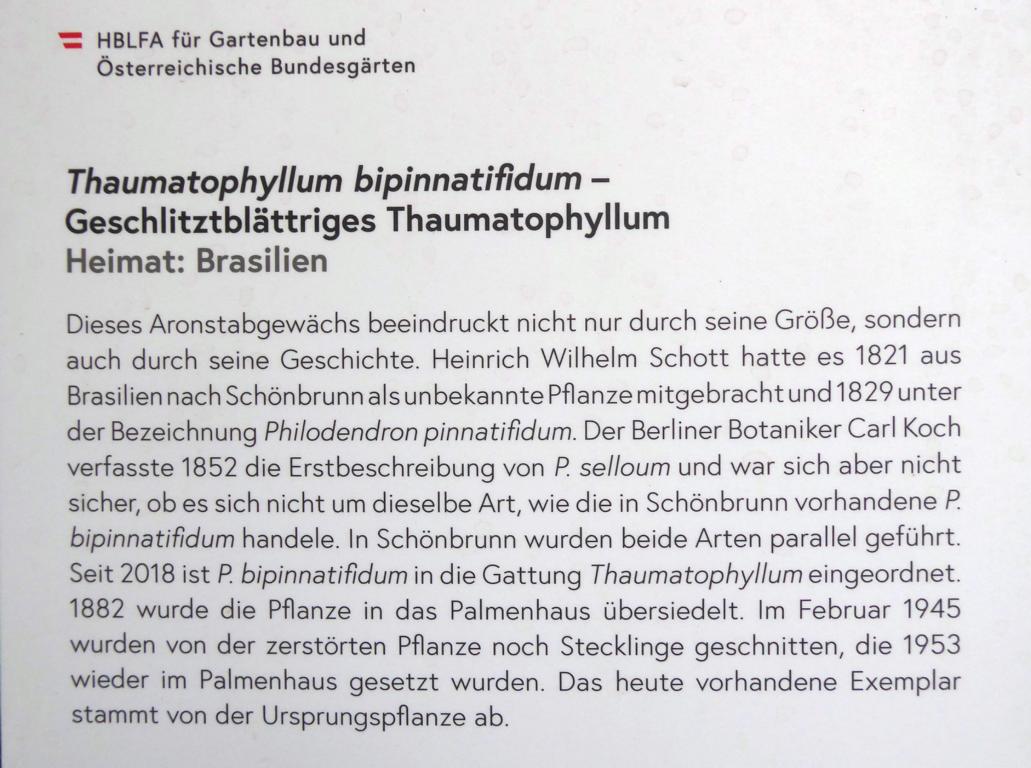 HBLFA für Gartenbau und
Österreichische Bundesgärten
Thaumatophyllum bipinnatifidum –
Geschlitztblättriges Thaumatophyllum
Heimat: Brasilien
Dieses Aronstabgewächs beeindruckt nicht nur durch seine Größe, sondern
auch durch seine Geschichte. Heinrich Wilhelm Schott hatte es 1821 aus
Brasilien nach Schönbrunn als unbekannte Pflanze mitgebracht und 1829 unter
der Bezeichnung Philodendron pinnatifidum. Der Berliner Botaniker Carl Koch
verfasste 1852 die Erstbeschreibung von P. selloum und war sich aber nicht
sicher, ob es sich nicht um dieselbe Art, wie die in Schönbrunn vorhandene P.
bipinnatifidum handele. In Schönbrunn wurden beide Arten parallel geführt.
Seit 2018 ist P. bipinnatifidum in die Gattung Thaumatophyllum eingeordnet.
1882 wurde die Pflanze in das Palmenhaus übersiedelt. Im Februar 1945
wurden von der zerstörten Pflanze noch Stecklinge geschnitten, die 1953
wieder im Palmenhaus gesetzt wurden. Das heute vorhandene Exemplar
stammt von der Ursprungspflanze ab.